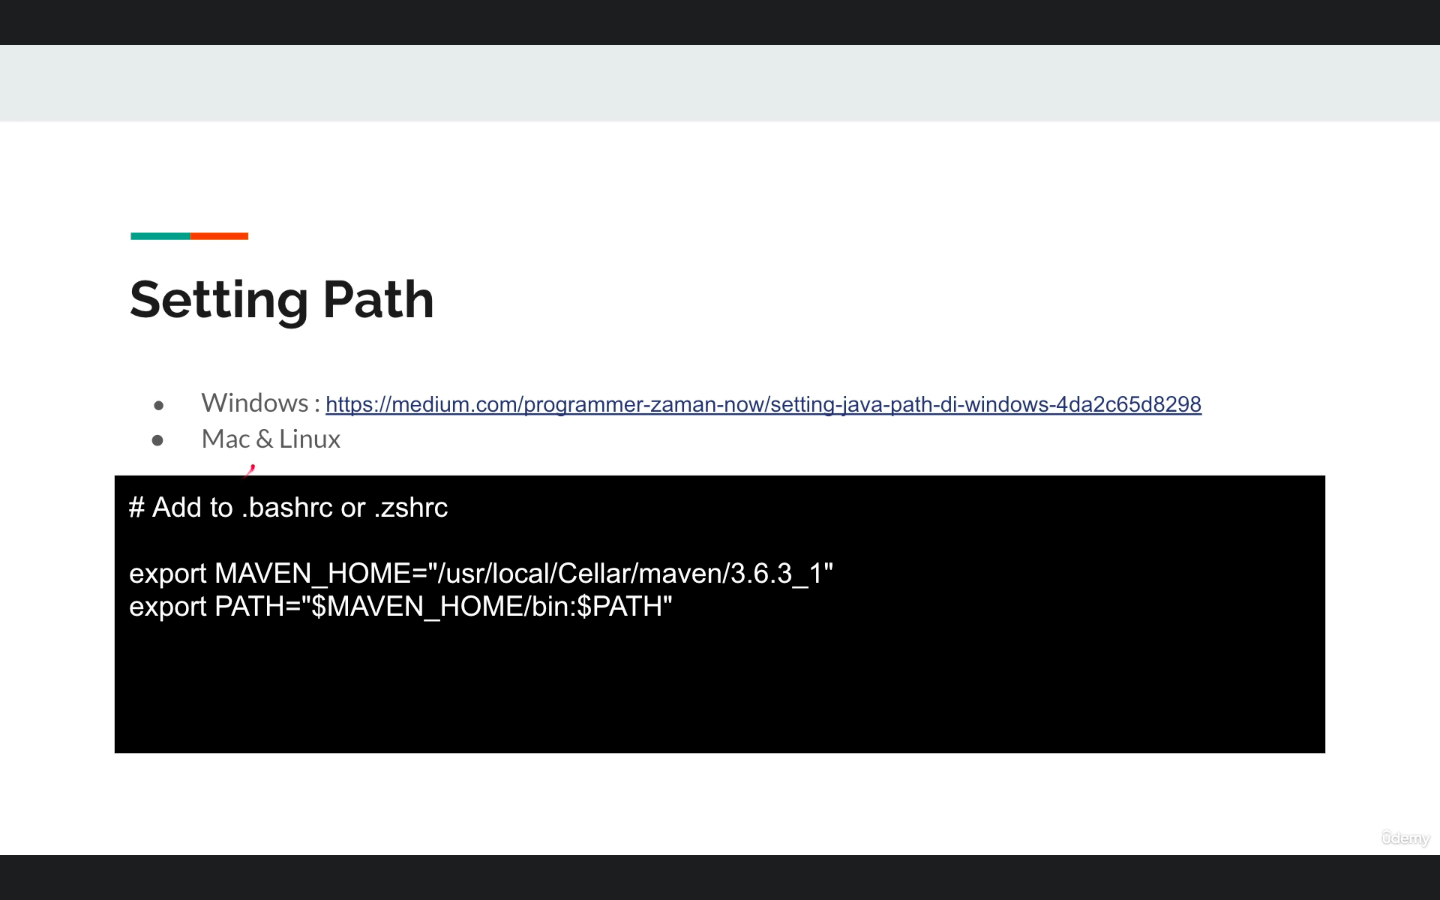 Setting Path
● Windows : https://medium.com/programmer-zaman-now/setting-java-path-di-windows-4da2c65d8298
● Mac & Linux
# Add to .bashrc or .zshrc
export MAVEN_HOME="/usr/local/Cellar/maven/3.6.3_1"
export PATH="$MAVEN_HOME/bin:$PATH"
ûdemy